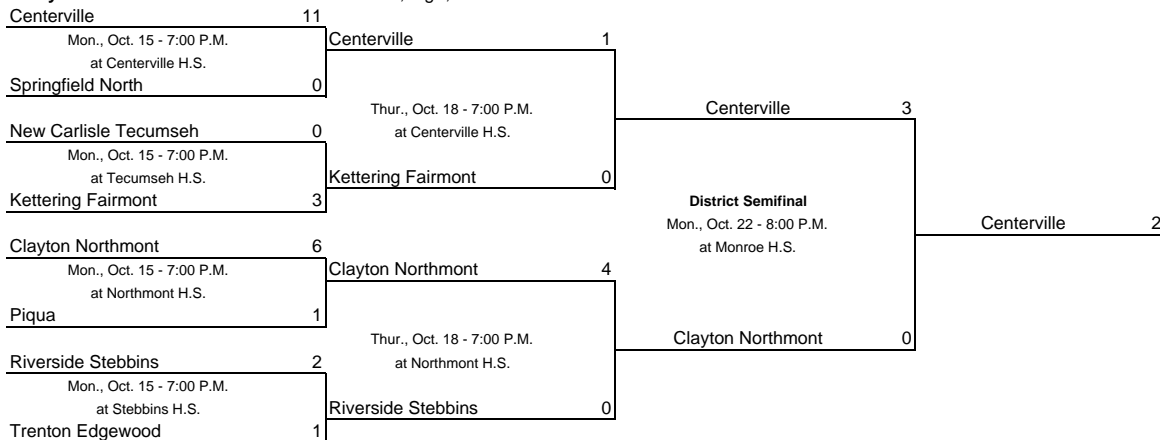 Centerville 11
Mon., Oct. 15 - 7:00 P.M.
at Centerville H.S.
Springfield North 0
New Carlisle Tecumseh 0
Mon., Oct. 15 - 7:00 P.M.
at Tecumseh H.S.
Kettering Fairmont 3
Clayton Northmont 6
Mon., Oct. 15 - 7:00 P.M.
at Northmont H.S.
Piqua 1
Riverside Stebbins 2
Mon., Oct. 15 - 7:00 P.M.
at Stebbins H.S.
Trenton Edgewood 1
Centerville 1
Thur., Oct. 18 - 7:00 P.M.
at Centerville H.S.
Kettering Fairmont 0
Clayton Northmont 4
Thur., Oct. 18 - 7:00 P.M.
at Northmont H.S.
Riverside Stebbins 0
Centerville 3
District Semifinal
Mon., Oct. 22 - 8:00 P.M.
at Monroe H.S.
Clayton Northmont 0
Centerville 2